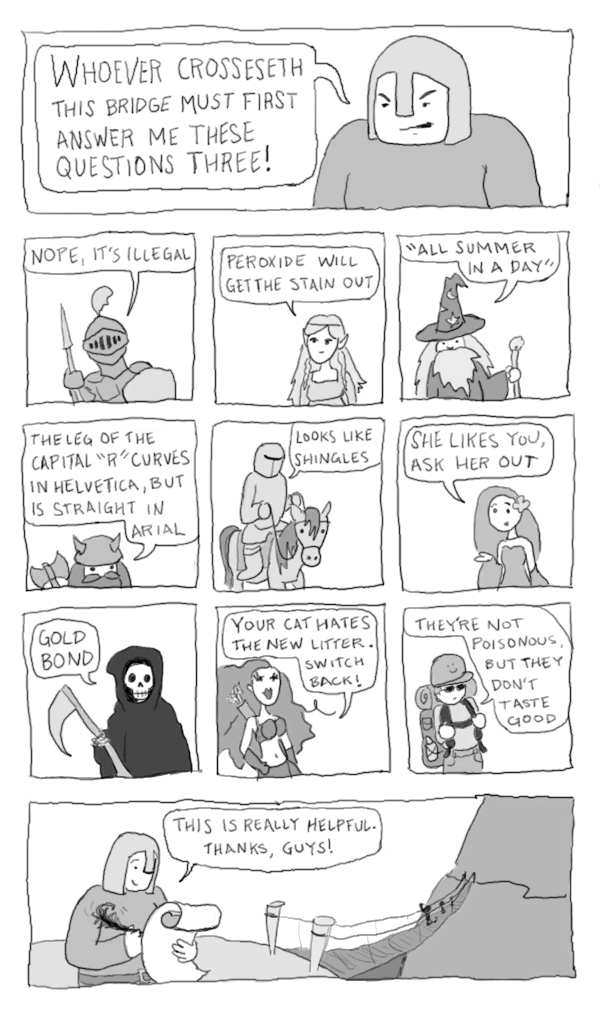 WHOEVER CROSSESETH
THIS BRIDGE MUST FIRST
ANSWER ME THESE
QUESTIONS THREE!
NOPE, IT'S ILLEGAL
PEROXIDE WILL
GET THE STAIN OUT
"ALL SUMMER
IN A DAY"
THE LEG OF THE
CAPITAL "R" CURVES
IN HELVETICA, BUT
IS STRAIGHT IN
ARIAL
LOOKS LIKE
SHINGLES
SHE LIKES YOU,
ASK HER OUT
GOLD
BOND
YOUR CAT HATES
THE NEW LITTER.
SWITCH
BACK!
THEY'RE NOT
POISONOUS,
BUT THEY
DON'T
TASTE
GOOD
THIS IS REALLY HELPFUL.
THANKS, GUYS!